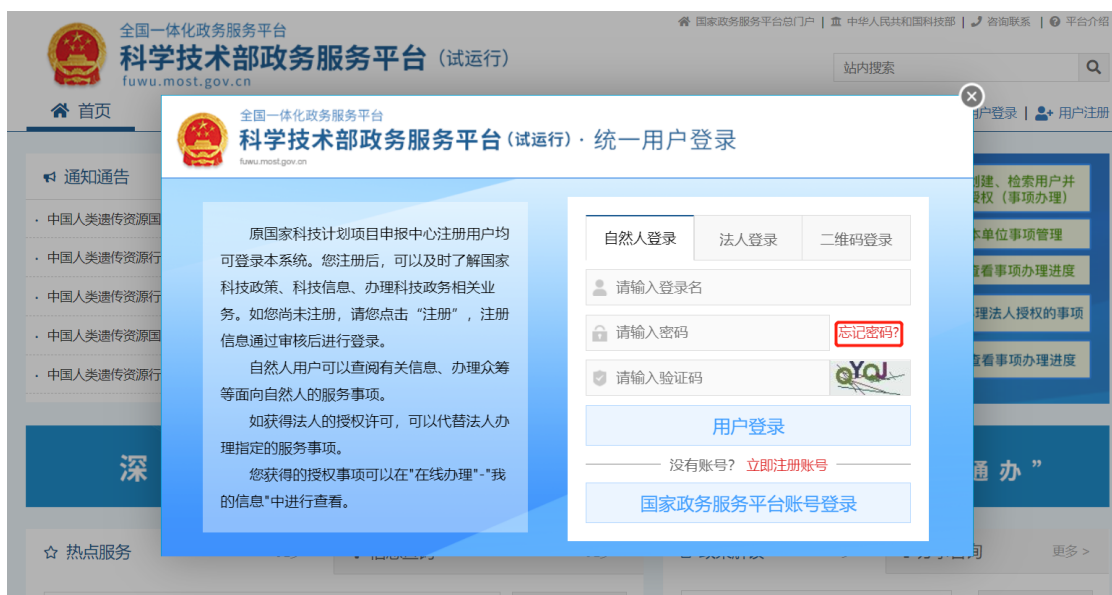 全国一体化政务服务平台
科学技术部政务服务平台（试运行）
fuwu.most.gov.cn
国家政务服务平台总门户 | 中华人民共和国科技部 | 咨询联系 | 平台介绍
站内搜索
首页
户登录 | 用户注册
通知通告
· 中国人类遗传资源国
· 中国人类遗传资源行
· 中国人类遗传资源行
· 中国人类遗传资源国
· 中国人类遗传资源行
全国一体化政务服务平台
科学技术部政务服务平台(试运行)·统一用户登录
fuwu.most.gov.cn
原国家科技计划项目申报中心注册用户均
可登录本系统。您注册后，可以及时了解国家
科技政策、科技信息、办理科技政务相关业
务。如您尚未注册，请您点击“注册”，注册
信息通过审核后进行登录。
自然人用户可以查阅有关信息、办理众筹
等面向自然人的服务事项。
如获得法人的授权许可，可以代替法人办
理指定的服务事项。
您获得的授权事项可以在"在线办理"-"我
的信息"中进行查看。
自然人登录
法人登录
二维码登录
请输入登录名
请输入密码
忘记密码?
请输入验证码
QYQJ
用户登录
没有账号？立即注册账号
国家政务服务平台账号登录
建、检索用户并
授权（事项办理）
本单位事项管理
查看事项办理进度
理法人授权的事项
查看事项办理进度
深
通办”
热点服务
更多 >